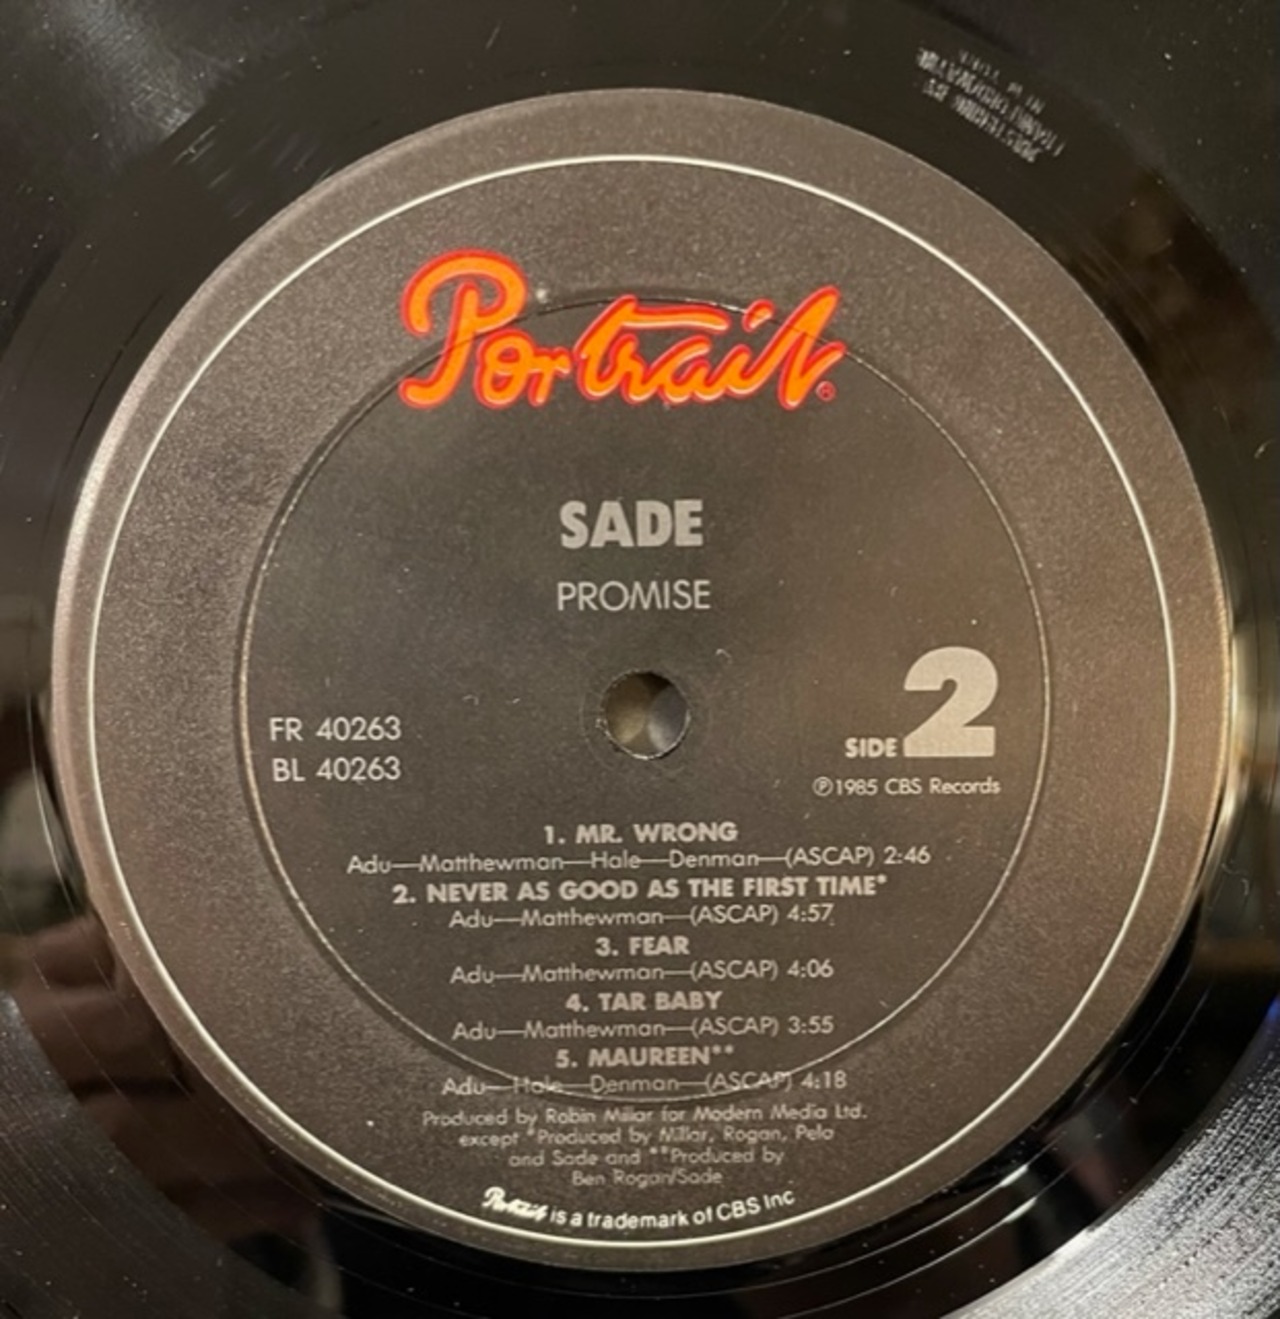 Portrait®
SADE
PROMISE
FR 40263
BL 40263
SIDE 2
℗1985 CBS Records
1. MR. WRONG
Adu—Matthewman—Hale—Denman—(ASCAP) 2:46
2. NEVER AS GOOD AS THE FIRST TIME*
Adu—Matthewman—(ASCAP) 4:57
3. FEAR
Adu—Matthewman—(ASCAP) 4:06
4. TAR BABY
Adu—Matthewman—(ASCAP) 3:55
5. MAUREEN**
Adu—Hale—Denman—(ASCAP) 4:18
Produced by Robin Millar for Modern Media Ltd.
except *Produced by Millar, Rogan, Pela
and Sade and **Produced by
Ben Rogan/Sade
Portrait is a trademark of CBS Inc